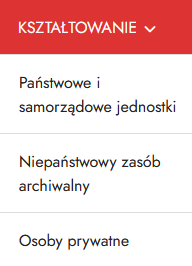 KSZTAŁTOWANIE
Państwowe i
samorządowe jednostki
Niepaństwowy zasób
archiwalny
Osoby prywatne